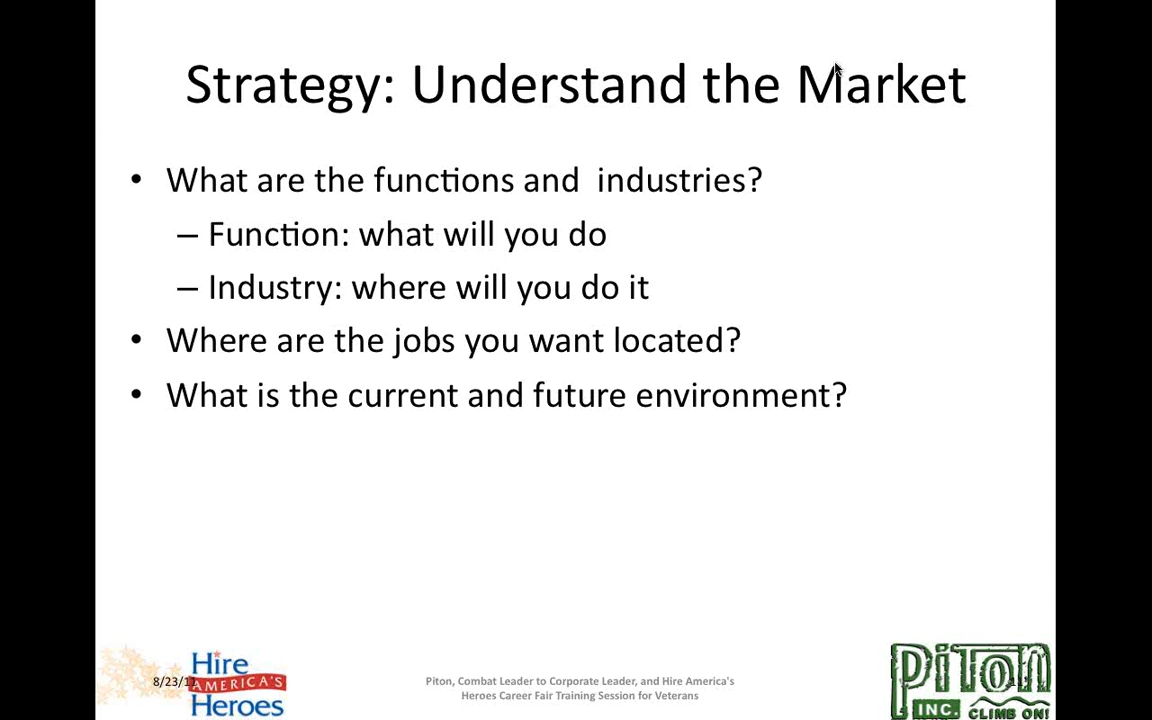 Strategy: Understand the Market
• What are the functions and  industries?
– Function: what will you do
– Industry: where will you do it
• Where are the jobs you want located?
• What is the current and future environment?
Hire
AMERICA'S
Heroes
Piton, Combat Leader to Corporate Leader, and Hire America's
Heroes Career Fair Training Session for Veterans
PiTON
INC. CLIMB ON!